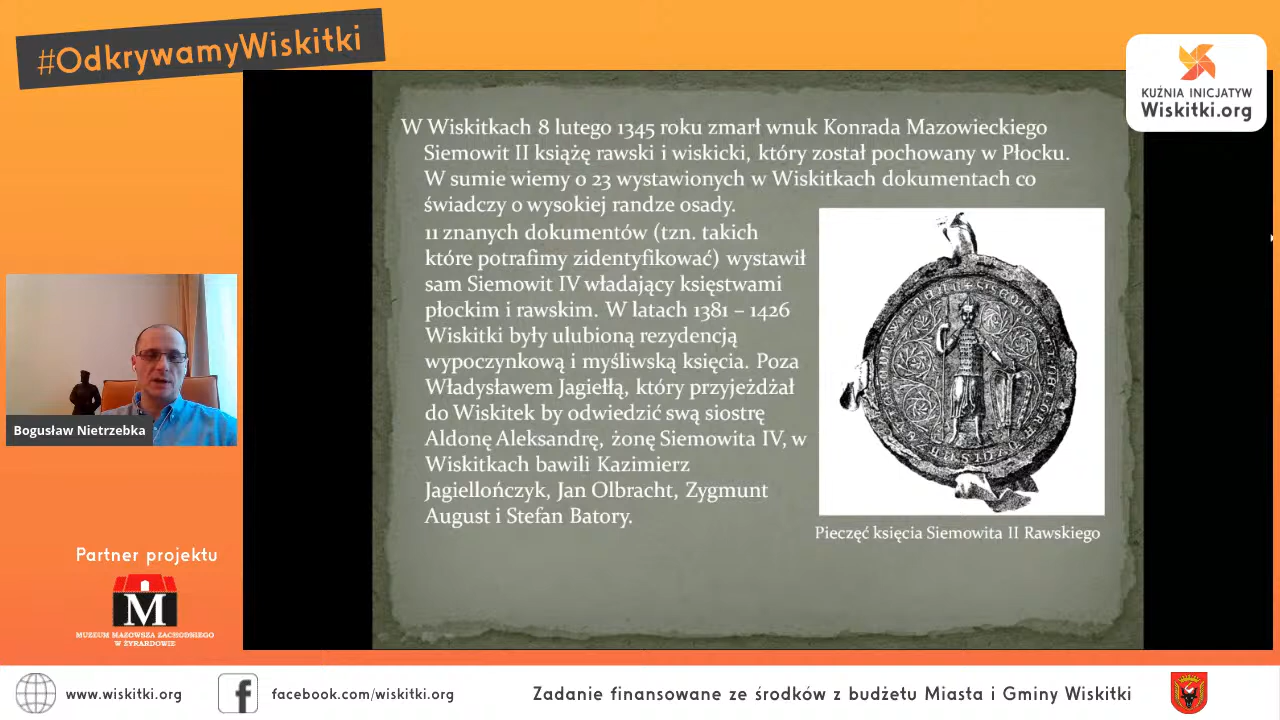 #OdkrywamyWiskitki
KUŹNIA INICJATYW
Wiskitki.org
W Wiskitkach 8 lutego 1345 roku zmarł wnuk Konrada Mazowieckiego
Siemowit II książę rawski i wiskicki, który został pochowany w Płocku.
W sumie wiemy o 23 wystawionych w Wiskitkach dokumentach co
świadczy o wysokiej randze osady.
11 znanych dokumentów (tzn. takich
które potrafimy zidentyfikować) wystawił
sam Siemowit IV władający księstwami
płockim i rawskim. W latach 1381 – 1426
Wiskitki były ulubioną rezydencją
wypoczynkową i myśliwską księcia. Poza
Władysławem Jagiełłą, który przyjeżdżał
do Wiskitek by odwiedzić swą siostrę
Aldonę Aleksandrę, żonę Siemowita IV, w
Wiskitkach bawili Kazimierz
Jagiellończyk, Jan Olbracht, Zygmunt
August i Stefan Batory.
Pieczęć księcia Siemowita II Rawskiego
Bogusław Nietrzebka
Partner projektu
M
MUZEUM MAZOWSZA ZACHODNIEGO
W ŻYRARDOWIE
www.wiskitki.org
facebook.com/wiskitki.org
Zadanie finansowane ze środków z budżetu Miasta i Gminy Wiskitki